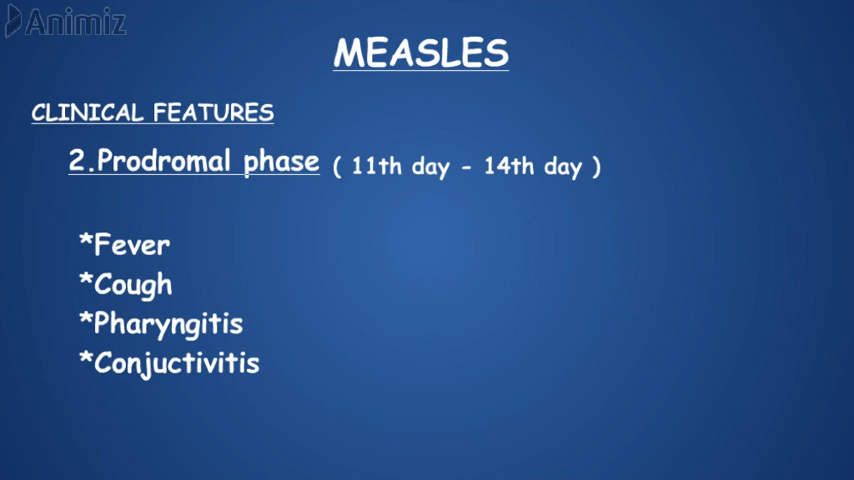 Animiz
MEASLES
CLINICAL FEATURES
2.Prodromal phase ( 11th day - 14th day )
*Fever
*Cough
*Pharyngitis
*Conjuctivitis